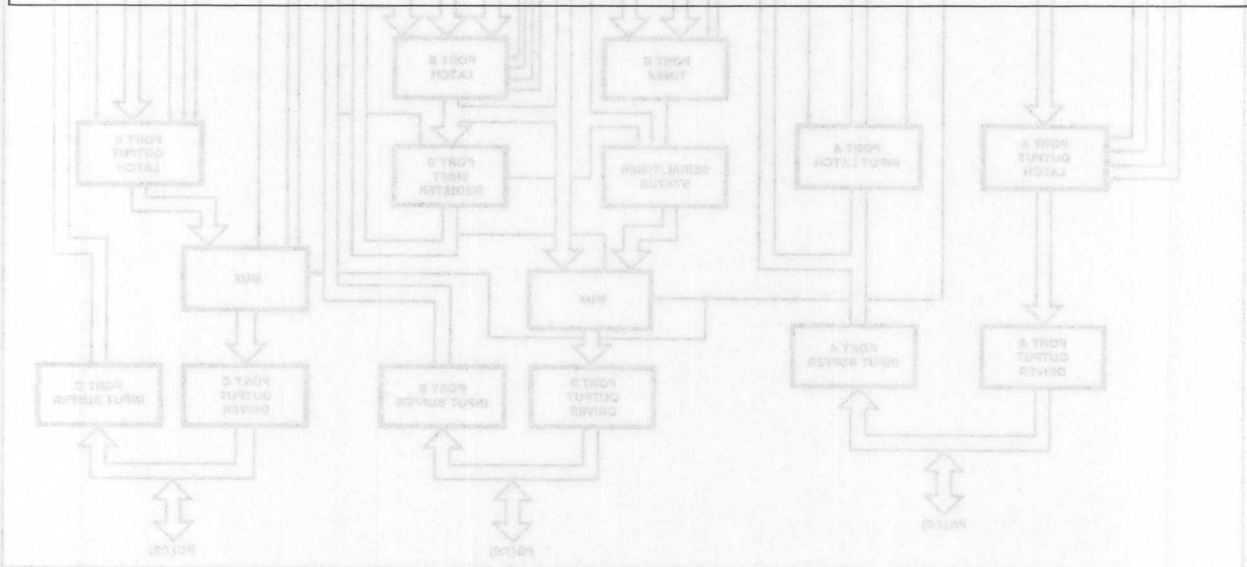 PORT B
LATCH
PORT B
TIMER
PORT C
OUTPUT
LATCH
PORT B
SHIFT
REGISTER
SERIAL/TIMER
STATUS
PORT A
INPUT LATCH
PORT A
OUTPUT
LATCH
MUX
MUX
PORT C
INPUT BUFFER
PORT C
OUTPUT
DRIVER
PORT B
INPUT BUFFER
PORT B
OUTPUT
DRIVER
PORT A
INPUT BUFFER
PORT A
OUTPUT
DRIVER